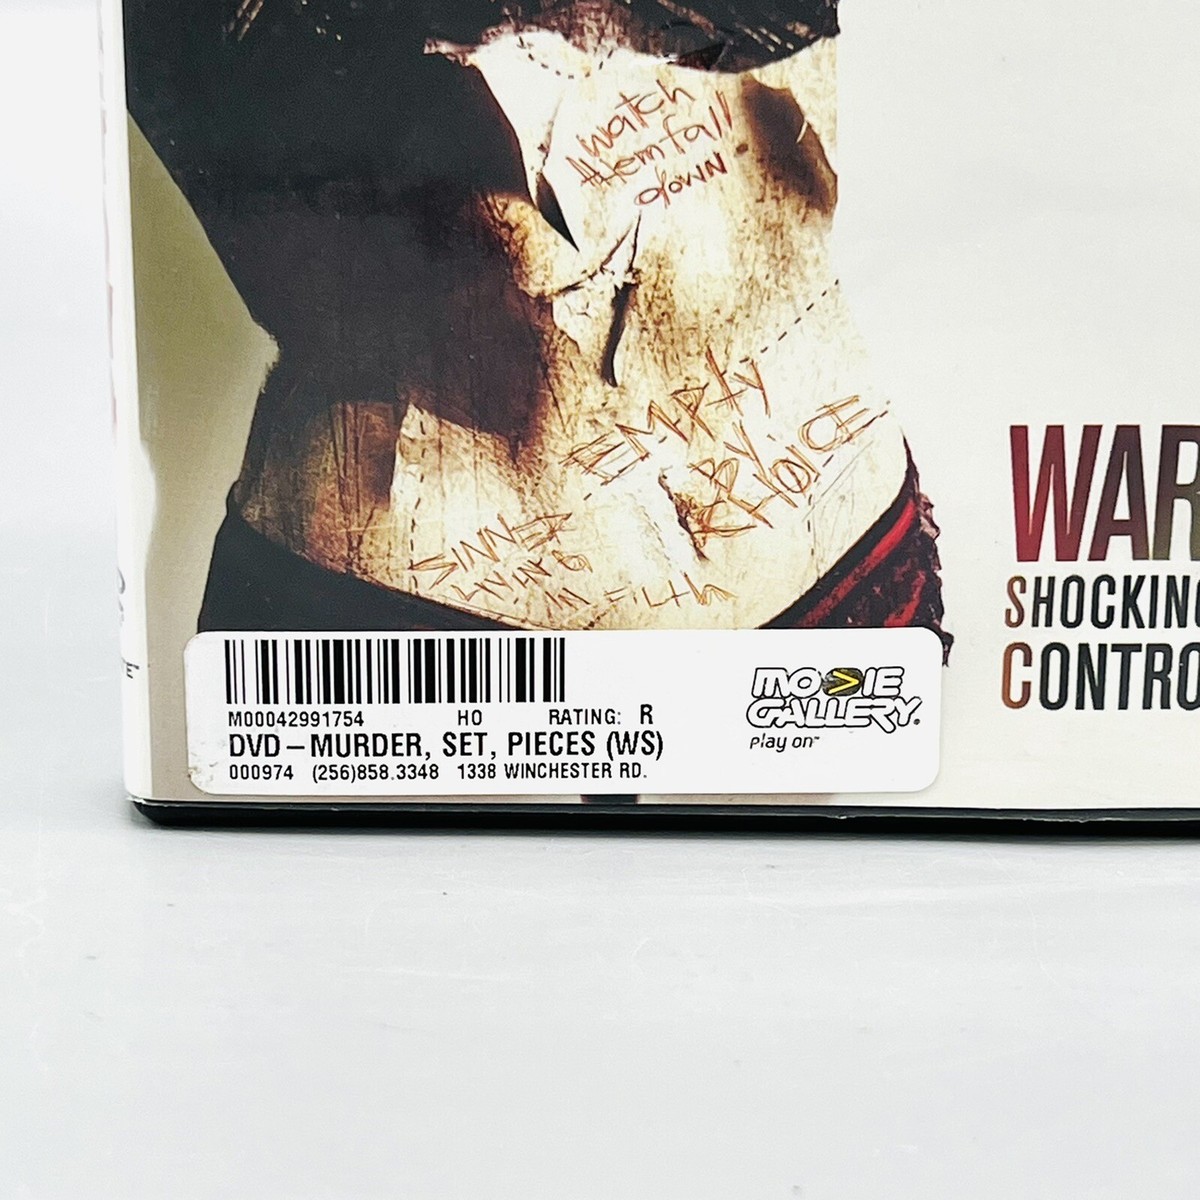 watch
them fall
down
EMpty
BY
CHOICE
SINNER
LIVING
IN FILth
WAR
SHOCKING
CONTRO
M00042991754 HO RATING: R
DVD-MURDER, SET, PIECES (WS)
000974 (256)858.3348 1338 WINCHESTER RD.
MOVIE
GALLERY®
play on™